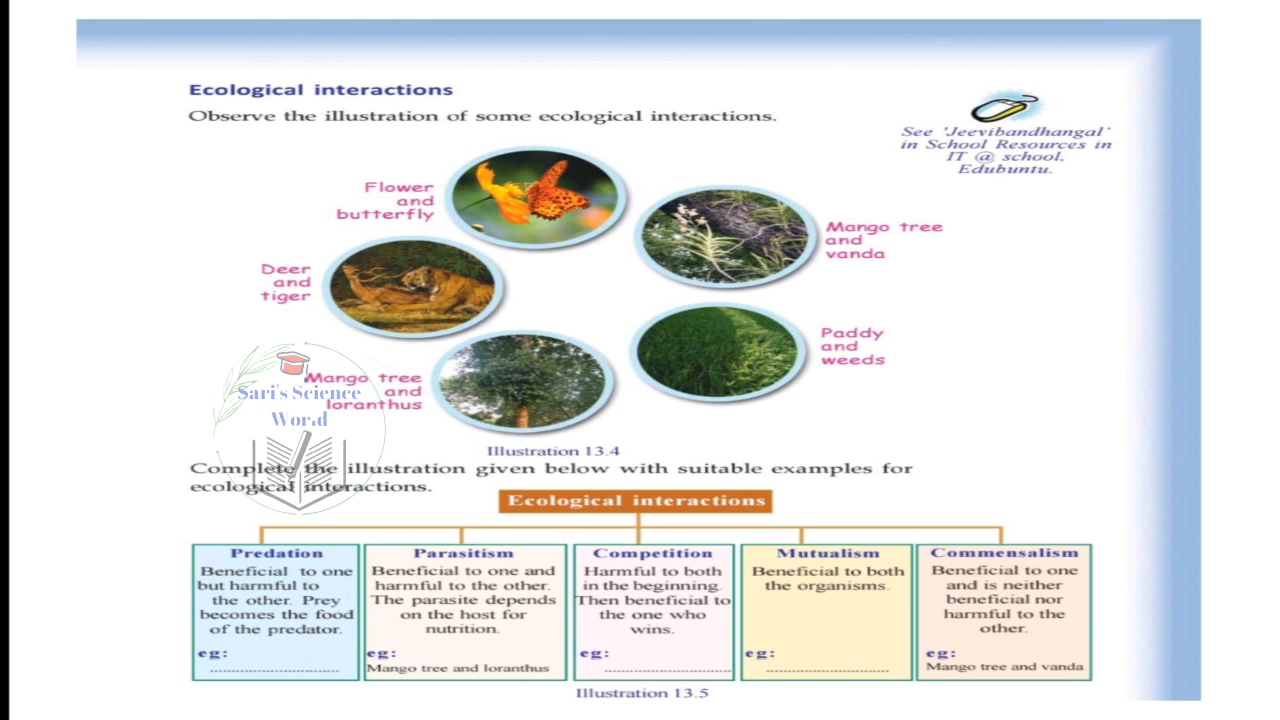 Ecological interactions
Observe the illustration of some ecological interactions.
See 'Jeevibandhangal'
in School Resources in
IT @ school,
Edubuntu.
Flower
and
butterfly
Mango tree
and
vanda
Deer
and
tiger
Paddy
and
weeds
Mango tree
and
loranthus
Sari's Science
World
Illustration 13.4
Complete the illustration given below with suitable examples for
ecological interactions.
Ecological interactions
Predation
Beneficial to one
but harmful to
the other. Prey
becomes the food
of the predator.
eg:
..............................
Parasitism
Beneficial to one and
harmful to the other.
The parasite depends
on the host for
nutrition.
eg:
Mango tree and loranthus
Competition
Harmful to both
in the beginning.
Then beneficial to
the one who
wins.
eg:
..............................
Mutualism
Beneficial to both
the organisms.
eg:
..............................
Commensalism
Beneficial to one
and is neither
beneficial nor
harmful to the
other.
eg:
Mango tree and vanda
Illustration 13.5